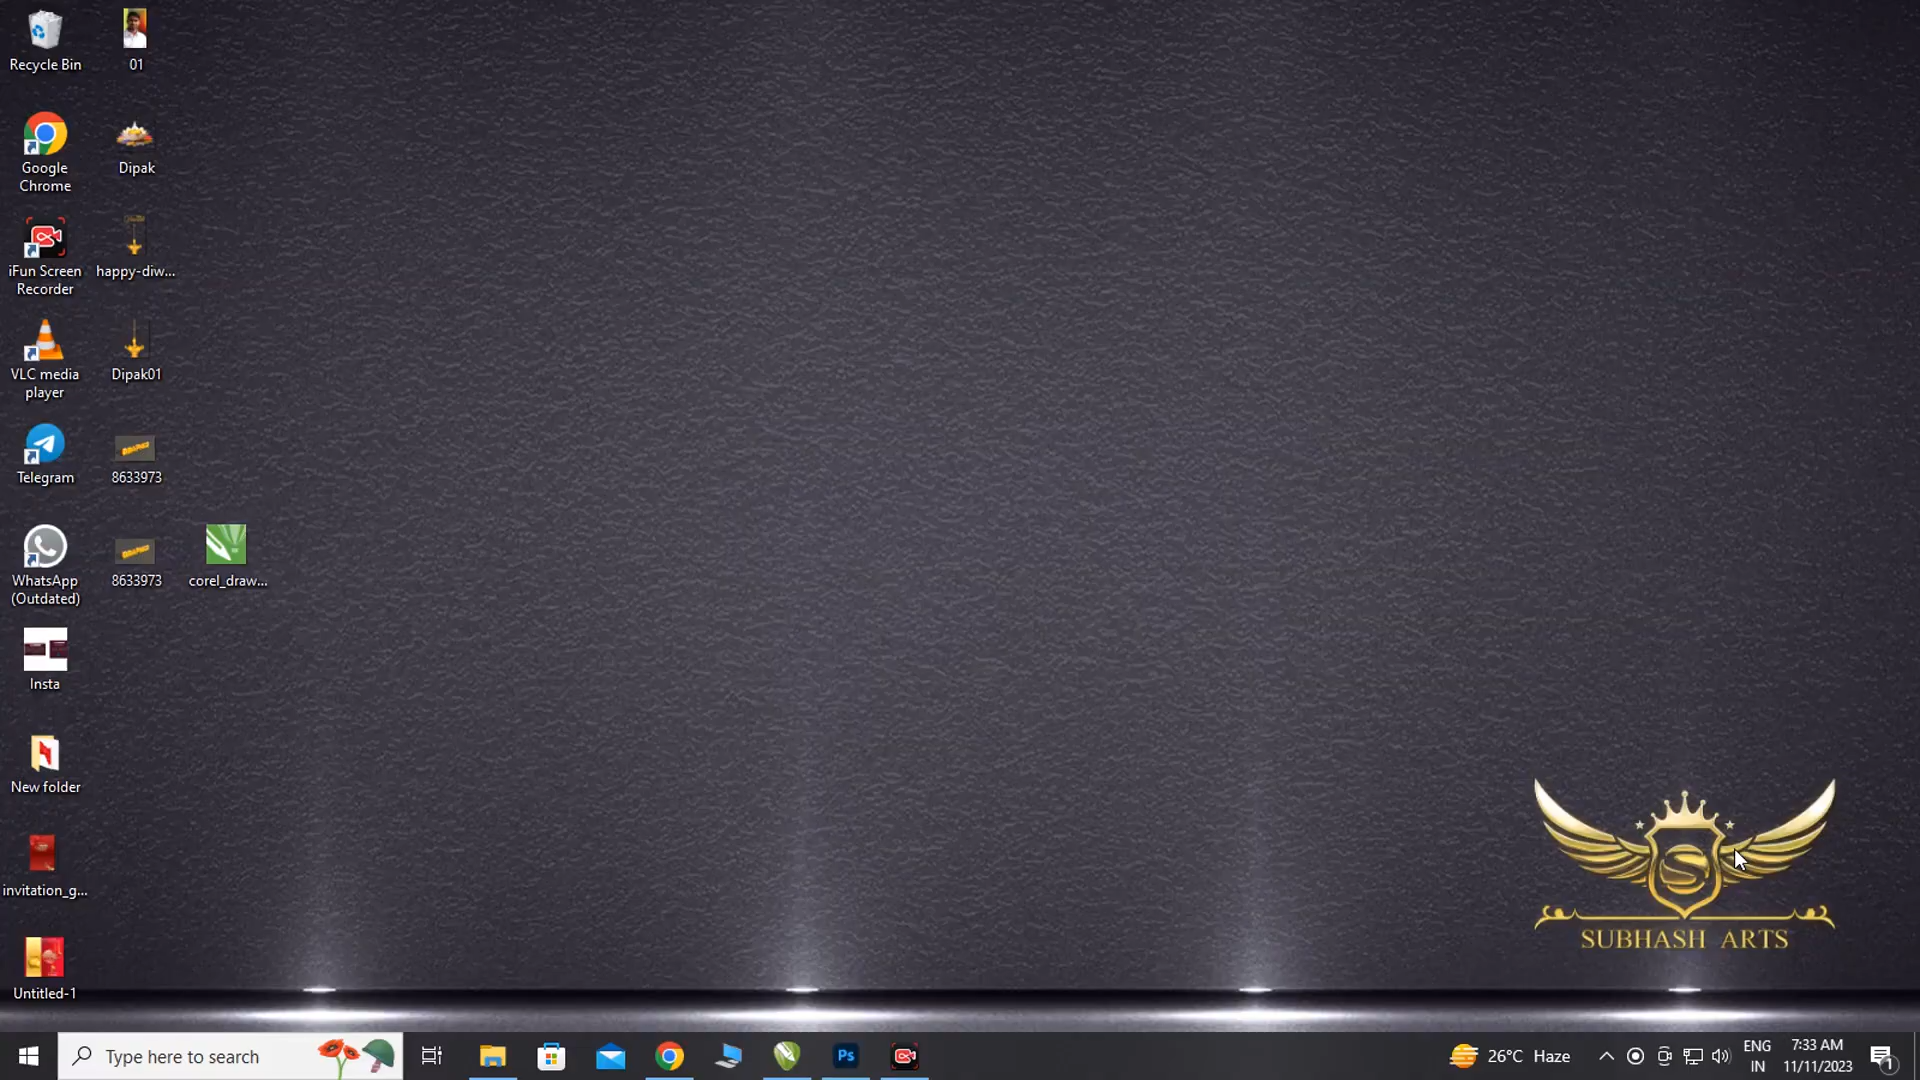 Recycle Bin
01
Google
Chrome
Dipak
iFun Screen
Recorder
happy-diw...
VLC media
player
Dipak01
Telegram
8633973
WhatsApp
(Outdated)
8633973
corel_draw...
Insta
New folder
invitation_g...
Untitled-1
S
SUBHASH ARTS
Type here to search
Ps
26°C Haze
ENG
IN
7:33 AM
11/11/2023
1